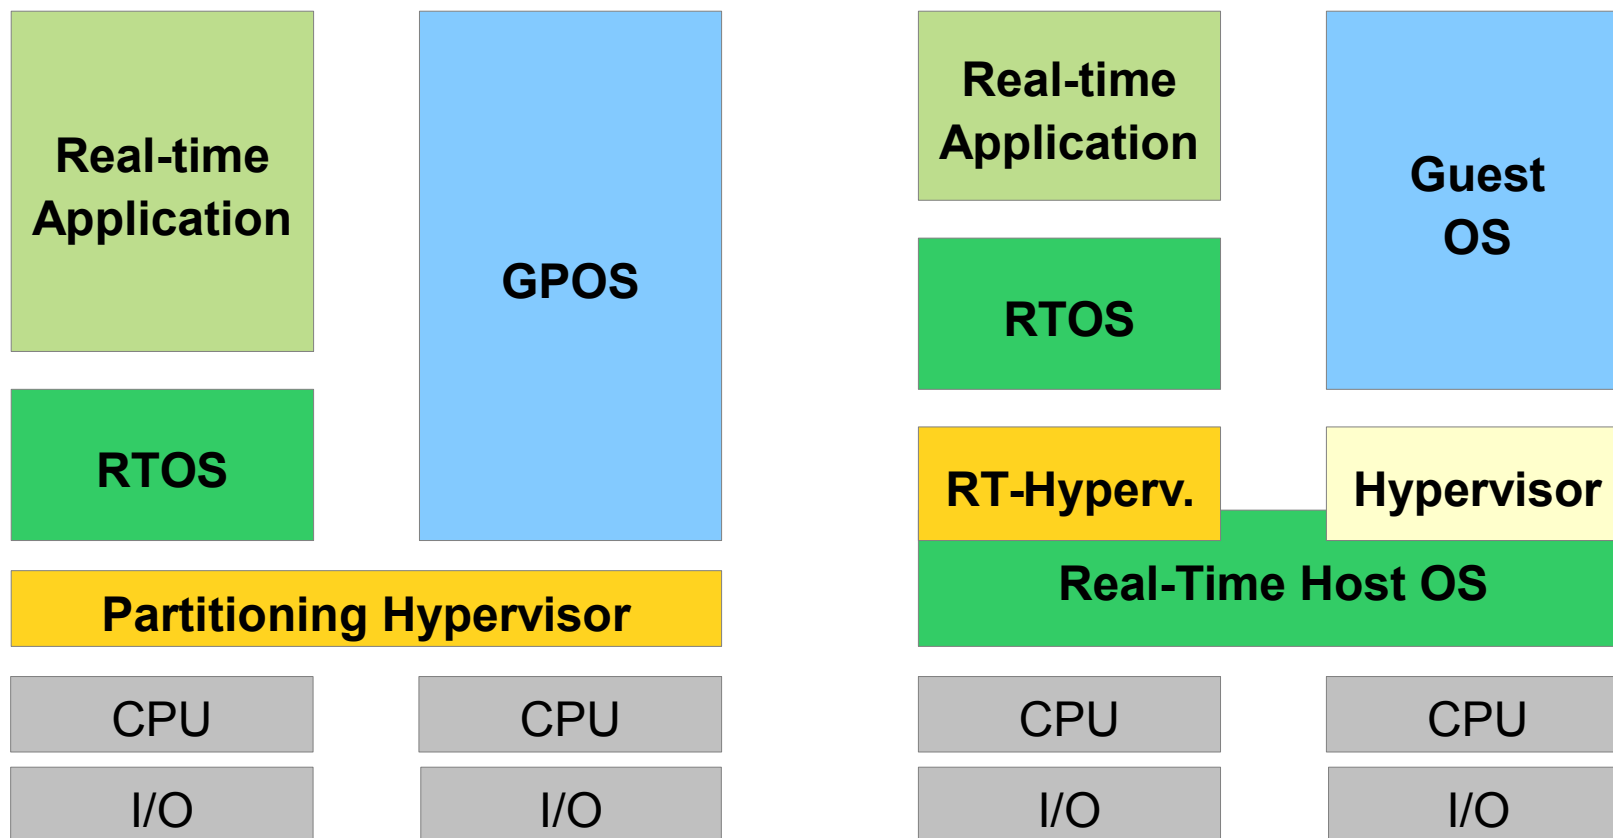 Real-time
Application
GPOS
RTOS
Partitioning Hypervisor
CPU
CPU
I/O
I/O
Real-time
Application
Guest
OS
RTOS
RT-Hyperv.
Hypervisor
Real-Time Host OS
CPU
CPU
I/O
I/O